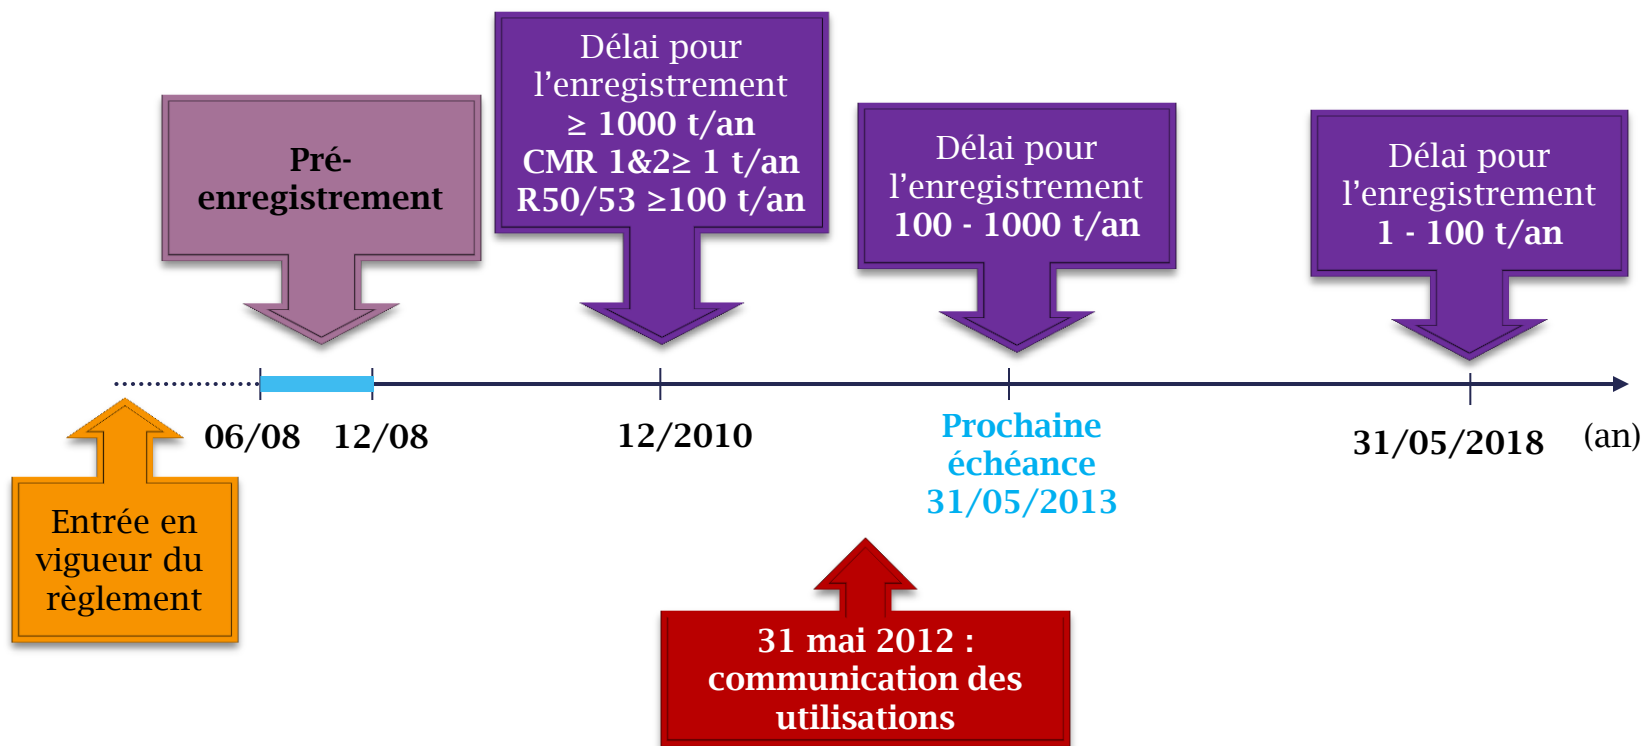 Délai pour
l'enregistrement
≥ 1000 t/an
CMR 1&2≥ 1 t/an
R50/53 ≥100 t/an
Pré-
enregistrement
Délai pour
l'enregistrement
100 - 1000 t/an
Délai pour
l'enregistrement
1 - 100 t/an
06/08
12/08
12/2010
Prochaine
échéance
31/05/2013
31/05/2018
(an)
Entrée en
vigueur du
règlement
31 mai 2012 :
communication des
utilisations